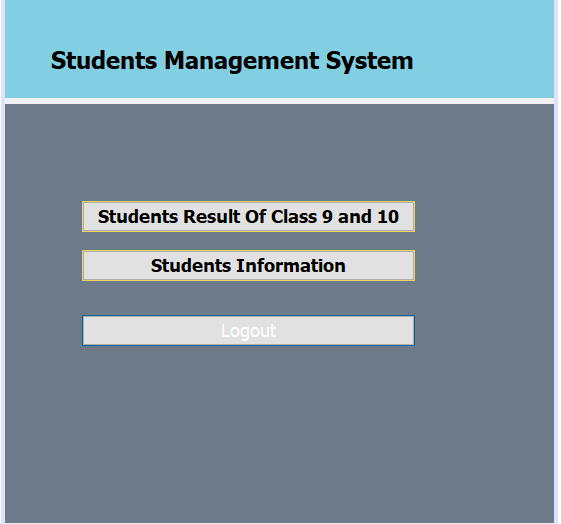 Students Management System
Students Result Of Class 9 and 10
Students Information
Logout